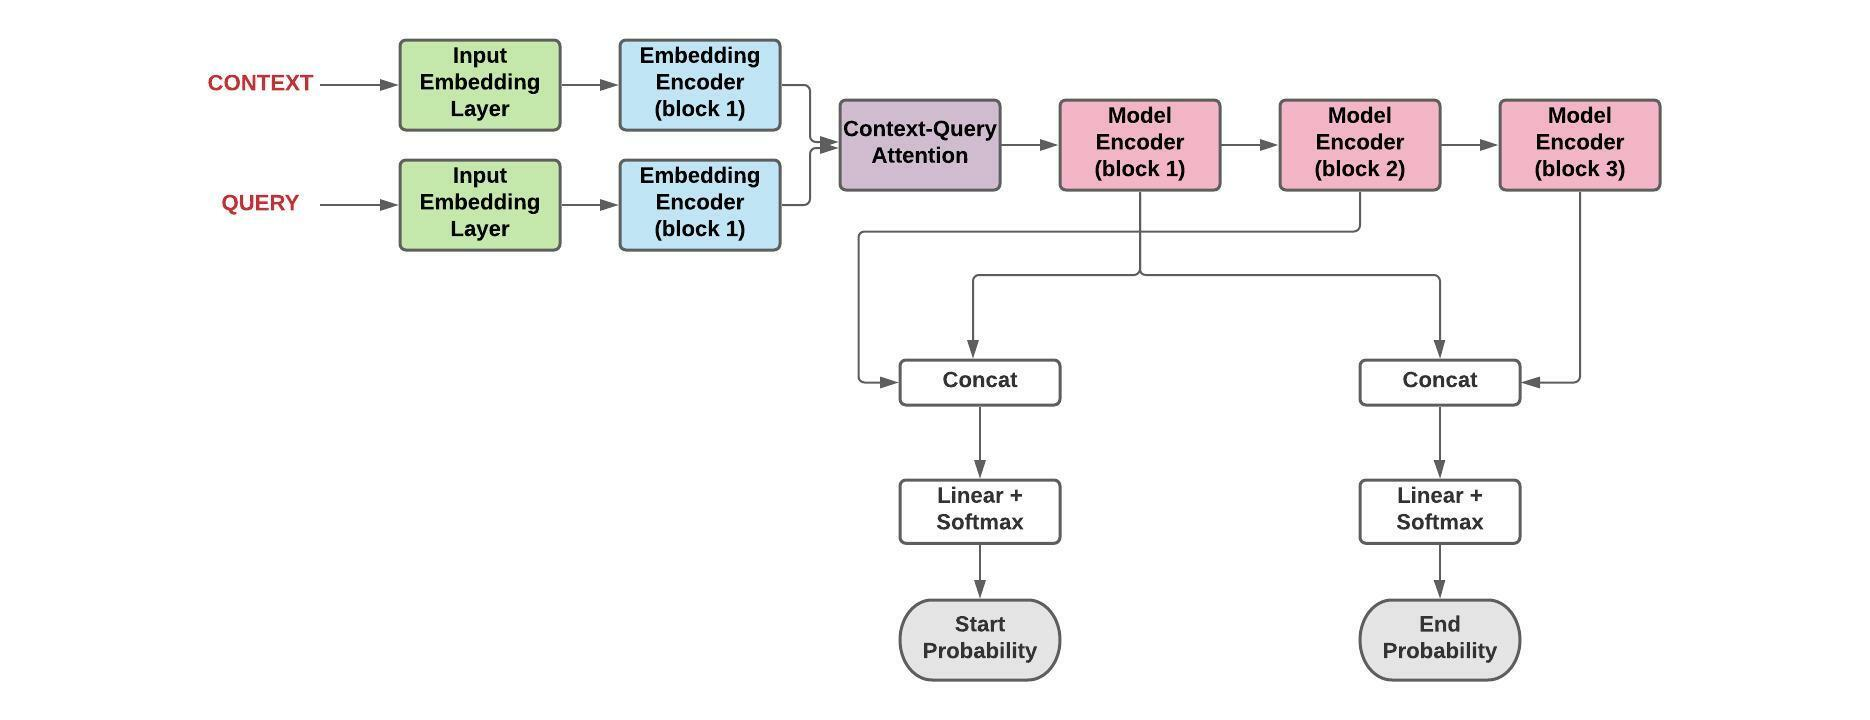 CONTEXT
Input
Embedding
Layer
Embedding
Encoder
(block 1)
QUERY
Input
Embedding
Layer
Embedding
Encoder
(block 1)
Context-Query
Attention
Model
Encoder
(block 1)
Model
Encoder
(block 2)
Model
Encoder
(block 3)
Concat
Concat
Linear +
Softmax
Linear +
Softmax
Start
Probability
End
Probability